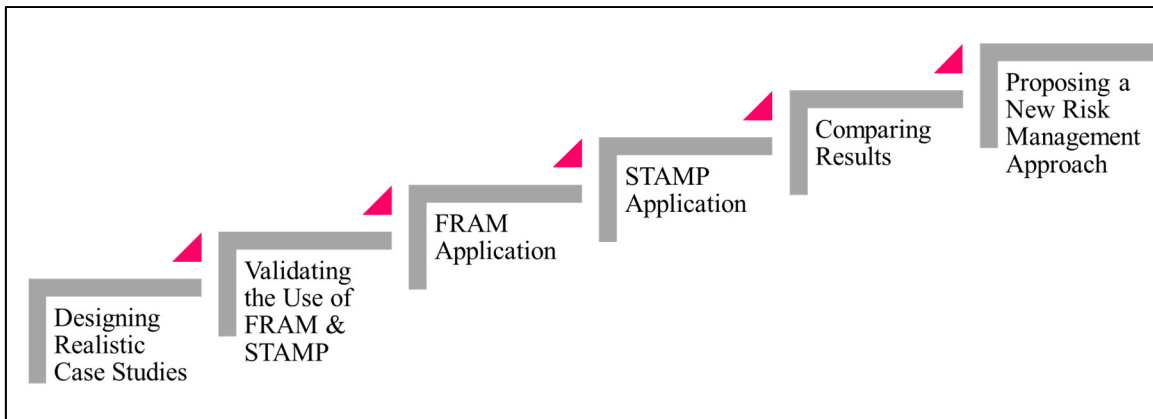 Designing
Realistic
Case Studies
Validating
the Use of
FRAM &
STAMP
FRAM
Application
STAMP
Application
Comparing
Results
Proposing a
New Risk
Management
Approach